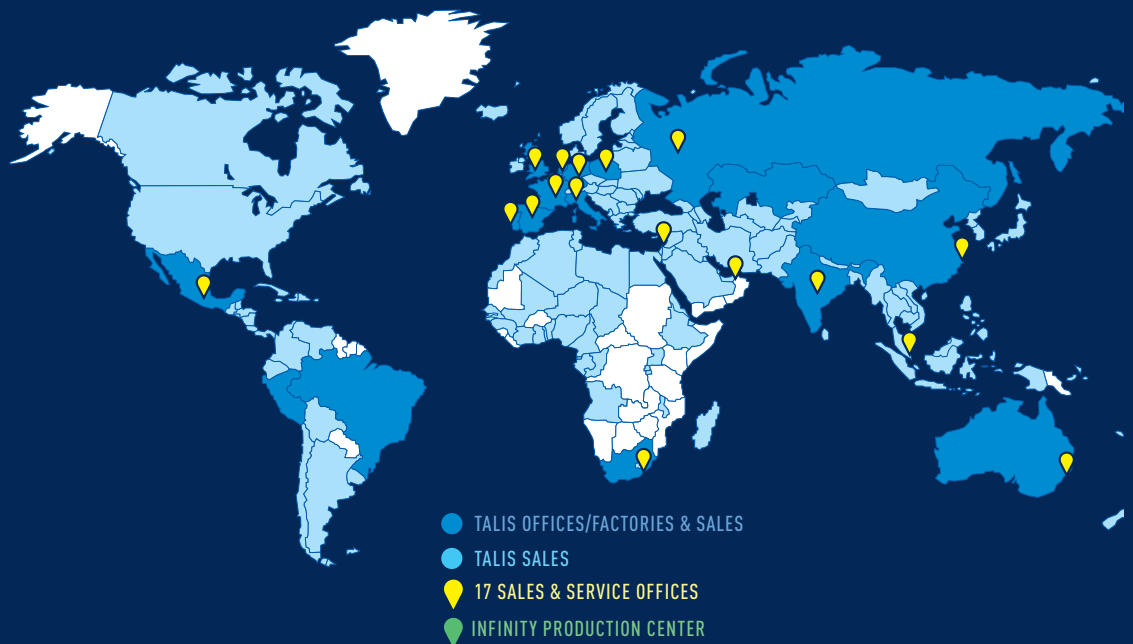 TALIS OFFICES/FACTORIES & SALES
TALIS SALES
17 SALES & SERVICE OFFICES
INFINITY PRODUCTION CENTER